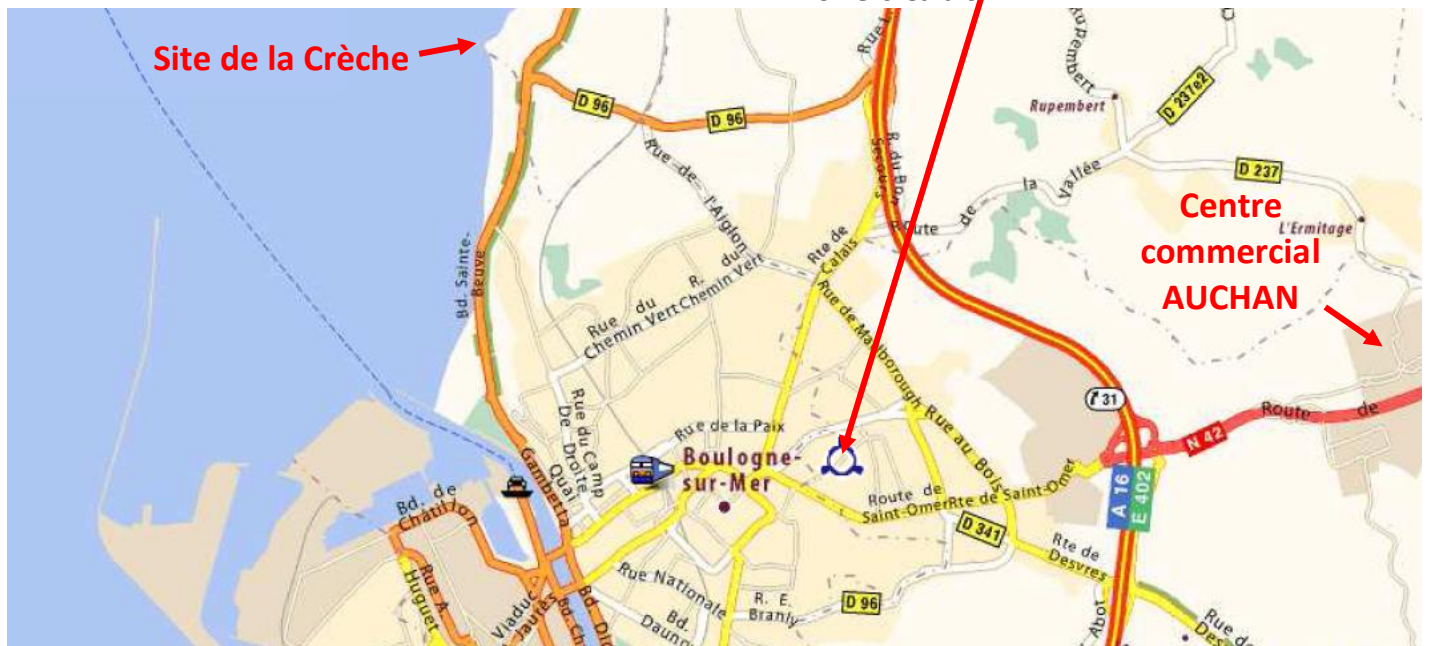 Site de la Crèche
D 96
D 96
Rupembert
D 237e2
D 237
L'Ermitage
Centre
commercial
AUCHAN
Rue de
l'Aiglon
R. du Bon
Secours
Route
de
la
Vallée
Rte de
Calais
Bd. Sainte-
Beuve
Rue du
Chemin Vert
R. du
Chemin Vert
Rue de Marlborough
Rue au Bois
31
Route de
N 42
Rue du Camp
De Droite
Rue de la Paix
Boulogne-
sur-Mer
Quai
Gambetta
Bd. de
Châtillon
Route de
Saint-Omer
Rte de Saint-Omer
A 16
E 402
D 341
Rte de
Desvres
Rue A.
Huguet
Viaduc
Jaurès
Rue Nationale
Bd.
R. E.
Branly
D 96
Rue de